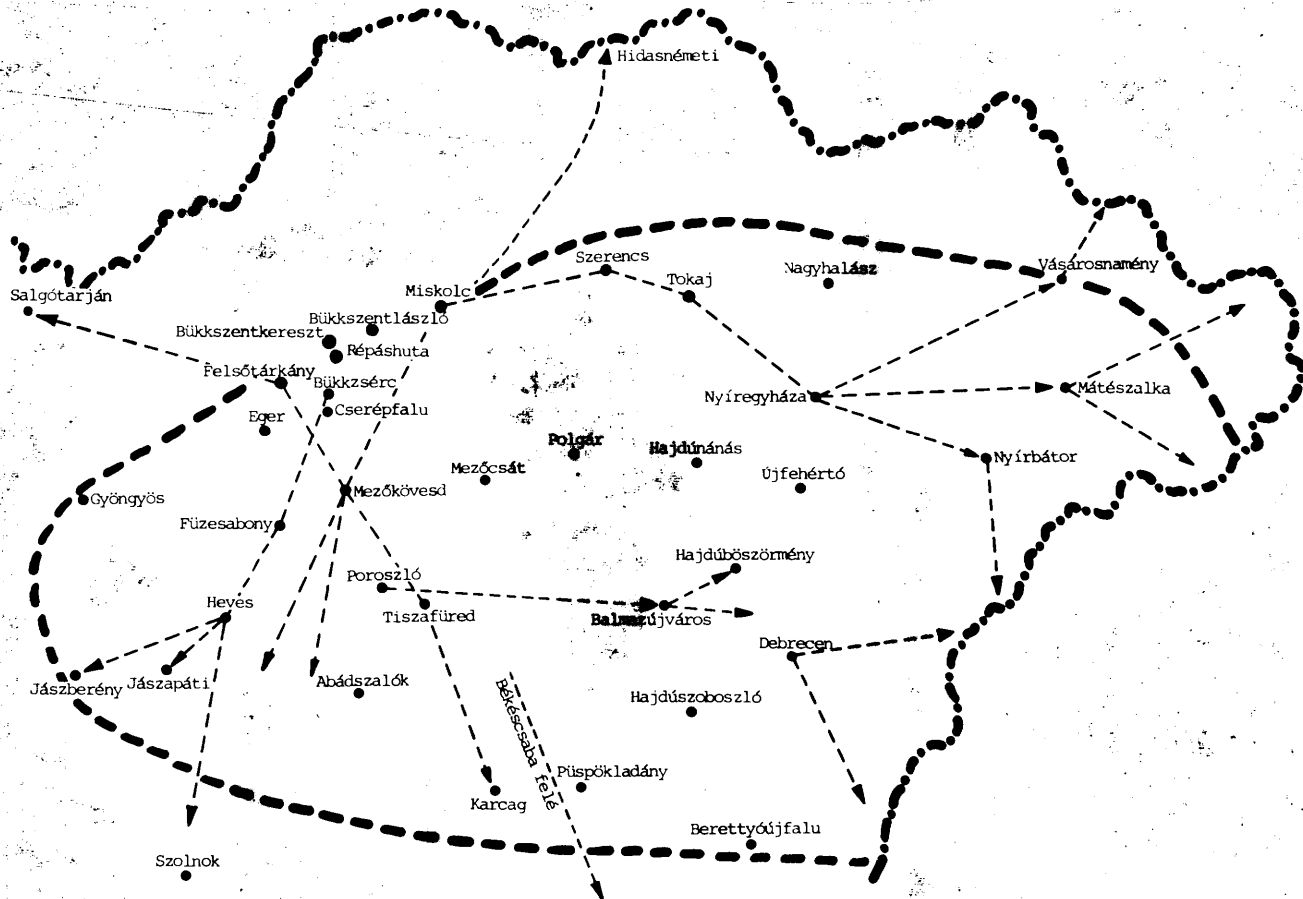 Hidasnémeti
Szerencs
Nagyhalász
Vásárosnamény
Tokaj
Salgótarján
Miskolc
Bükkszentlászló
Bükkszentkereszt
Répáshuta
Felsőtárkány
Bükkzsérc
Cserépfalu
Eger
Nyíregyháza
Mátészalka
Polgár
Hajdúnánás
Nyírbátor
Mezőcsát
Újfehértó
Gyöngyös
Mezőkövesd
Füzesabony
Hajdúböszörmény
Poroszló
Heves
Tiszafüred
Balmazújváros
Debrecen
Jászberény
Jászapáti
Abádszalók
Hajdúszoboszló
Békéscsaba felé
Püspökladány
Karcag
Berettyóújfalu
Szolnok